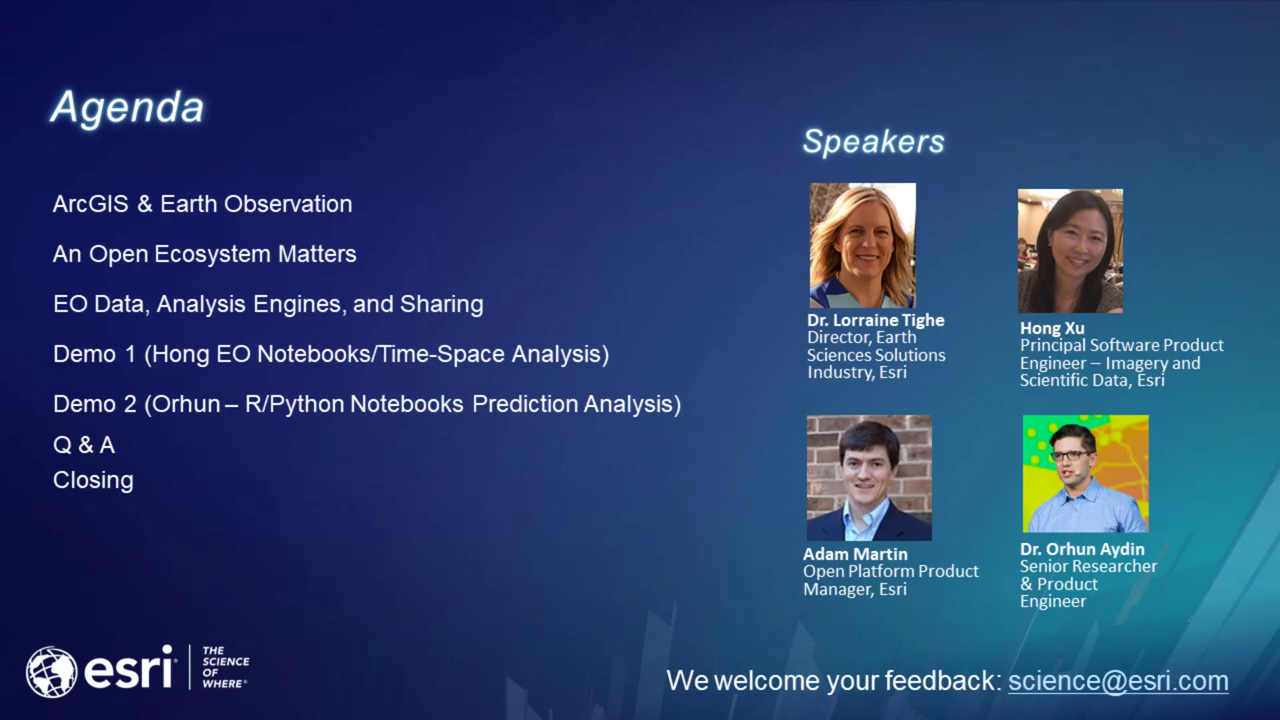 Agenda
ArcGIS & Earth Observation
An Open Ecosystem Matters
EO Data, Analysis Engines, and Sharing
Demo 1 (Hong EO Notebooks/Time-Space Analysis)
Demo 2 (Orhun – R/Python Notebooks Prediction Analysis)
Q & A
Closing
Speakers
Dr. Lorraine Tighe
Director, Earth
Sciences Solutions
Industry, Esri
Hong Xu
Principal Software Product
Engineer – Imagery and
Scientific Data, Esri
Adam Martin
Open Platform Product
Manager, Esri
Dr. Orhun Aydin
Senior Researcher
& Product
Engineer
esri
THE
SCIENCE
OF
WHERE®
We welcome your feedback: science@esri.com